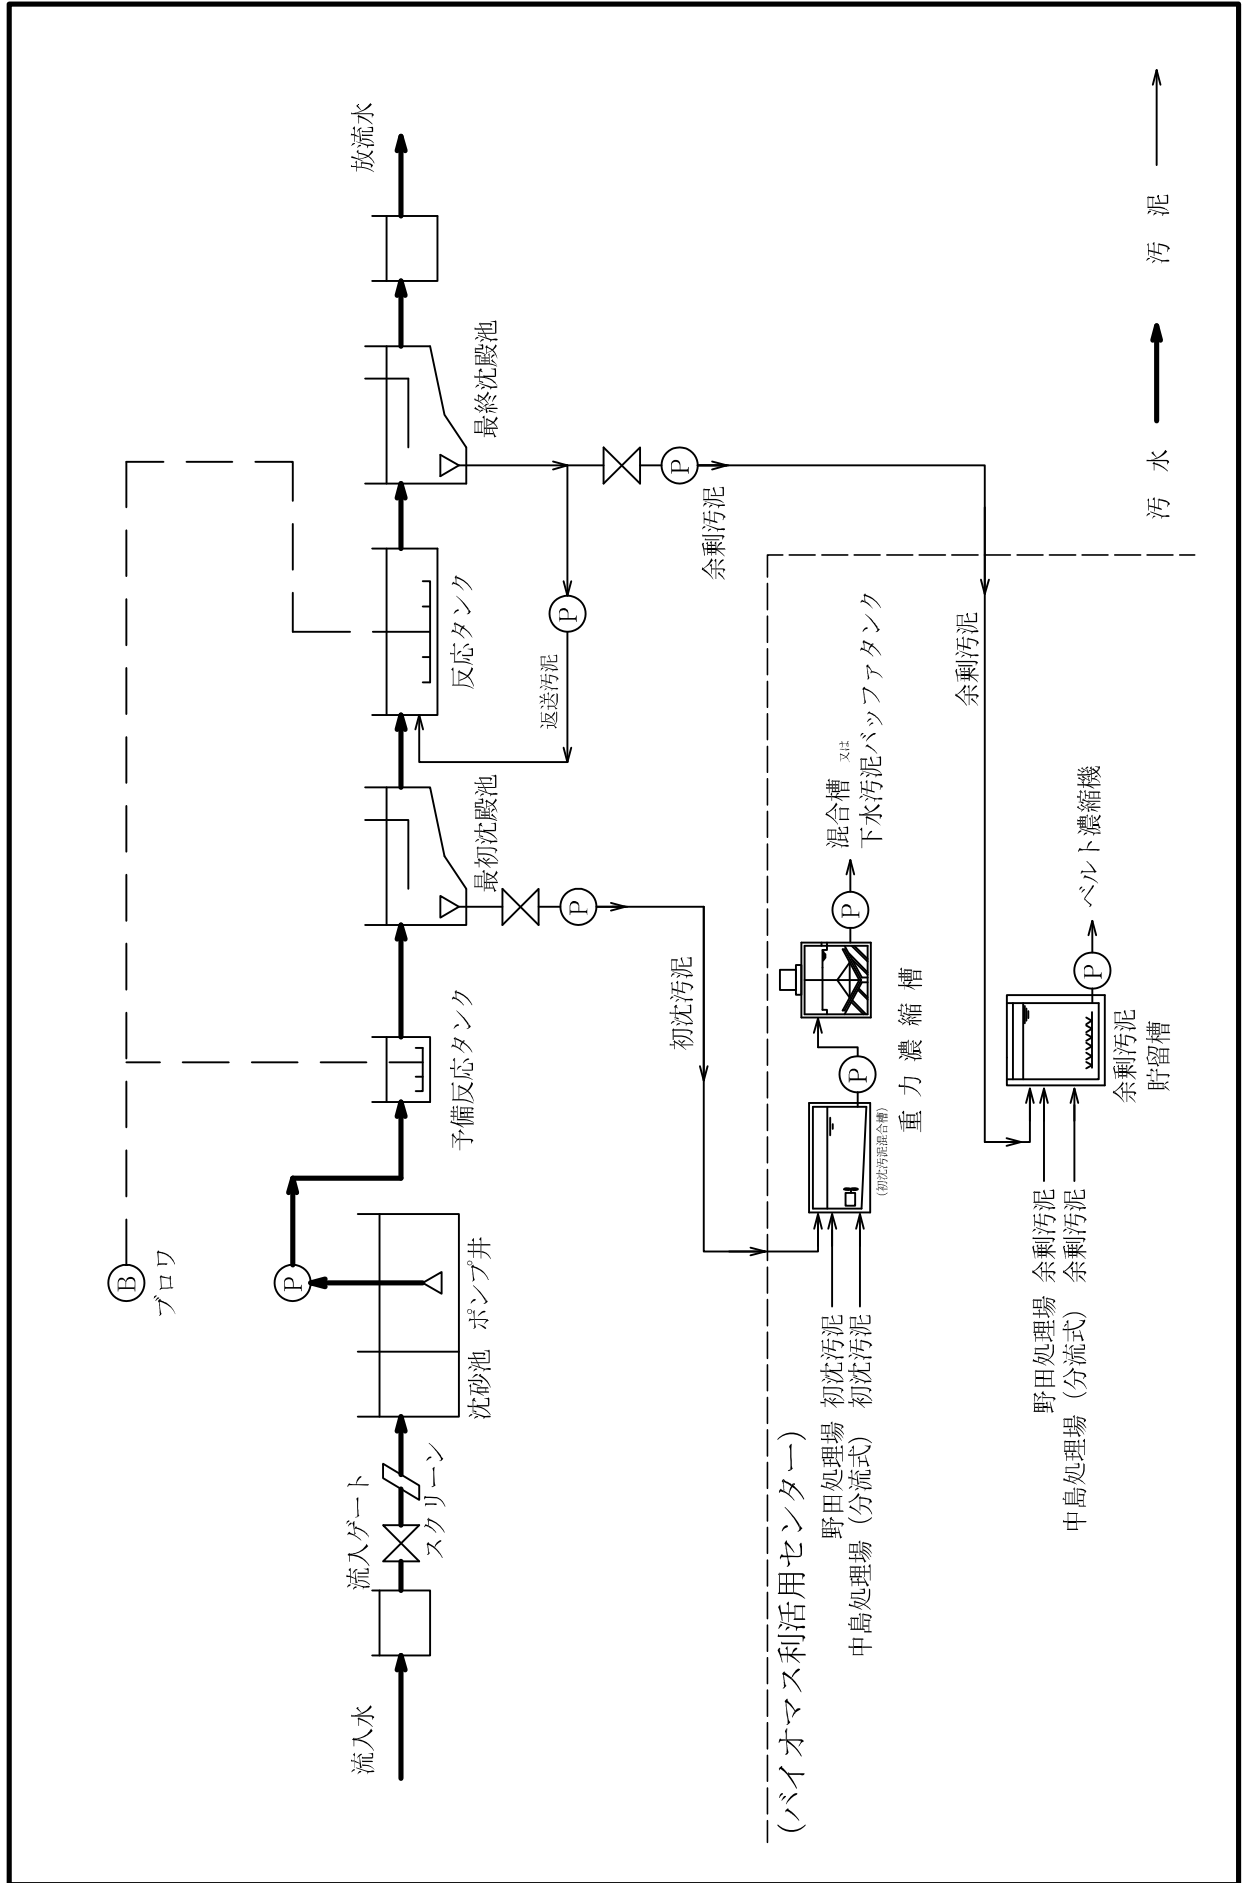 B
ブロワ
流入水
流入ゲート
スクリーン
沈砂池 ポンプ井
P
予備反応タンク
最初沈殿池
反応タンク
最終沈殿池
放流水
P
返送汚泥
P
P
余剰汚泥
初沈汚泥
余剰汚泥
(バイオマス利活用センター)
野田処理場 初沈汚泥
中島処理場(分流式) 初沈汚泥
(初沈汚泥混合槽)
P
重力濃縮槽
P
混合槽 又は
下水汚泥バッファタンク
野田処理場 余剰汚泥
中島処理場(分流式) 余剰汚泥
余剰汚泥
貯留槽
P
ベルト濃縮機
汚水
汚泥